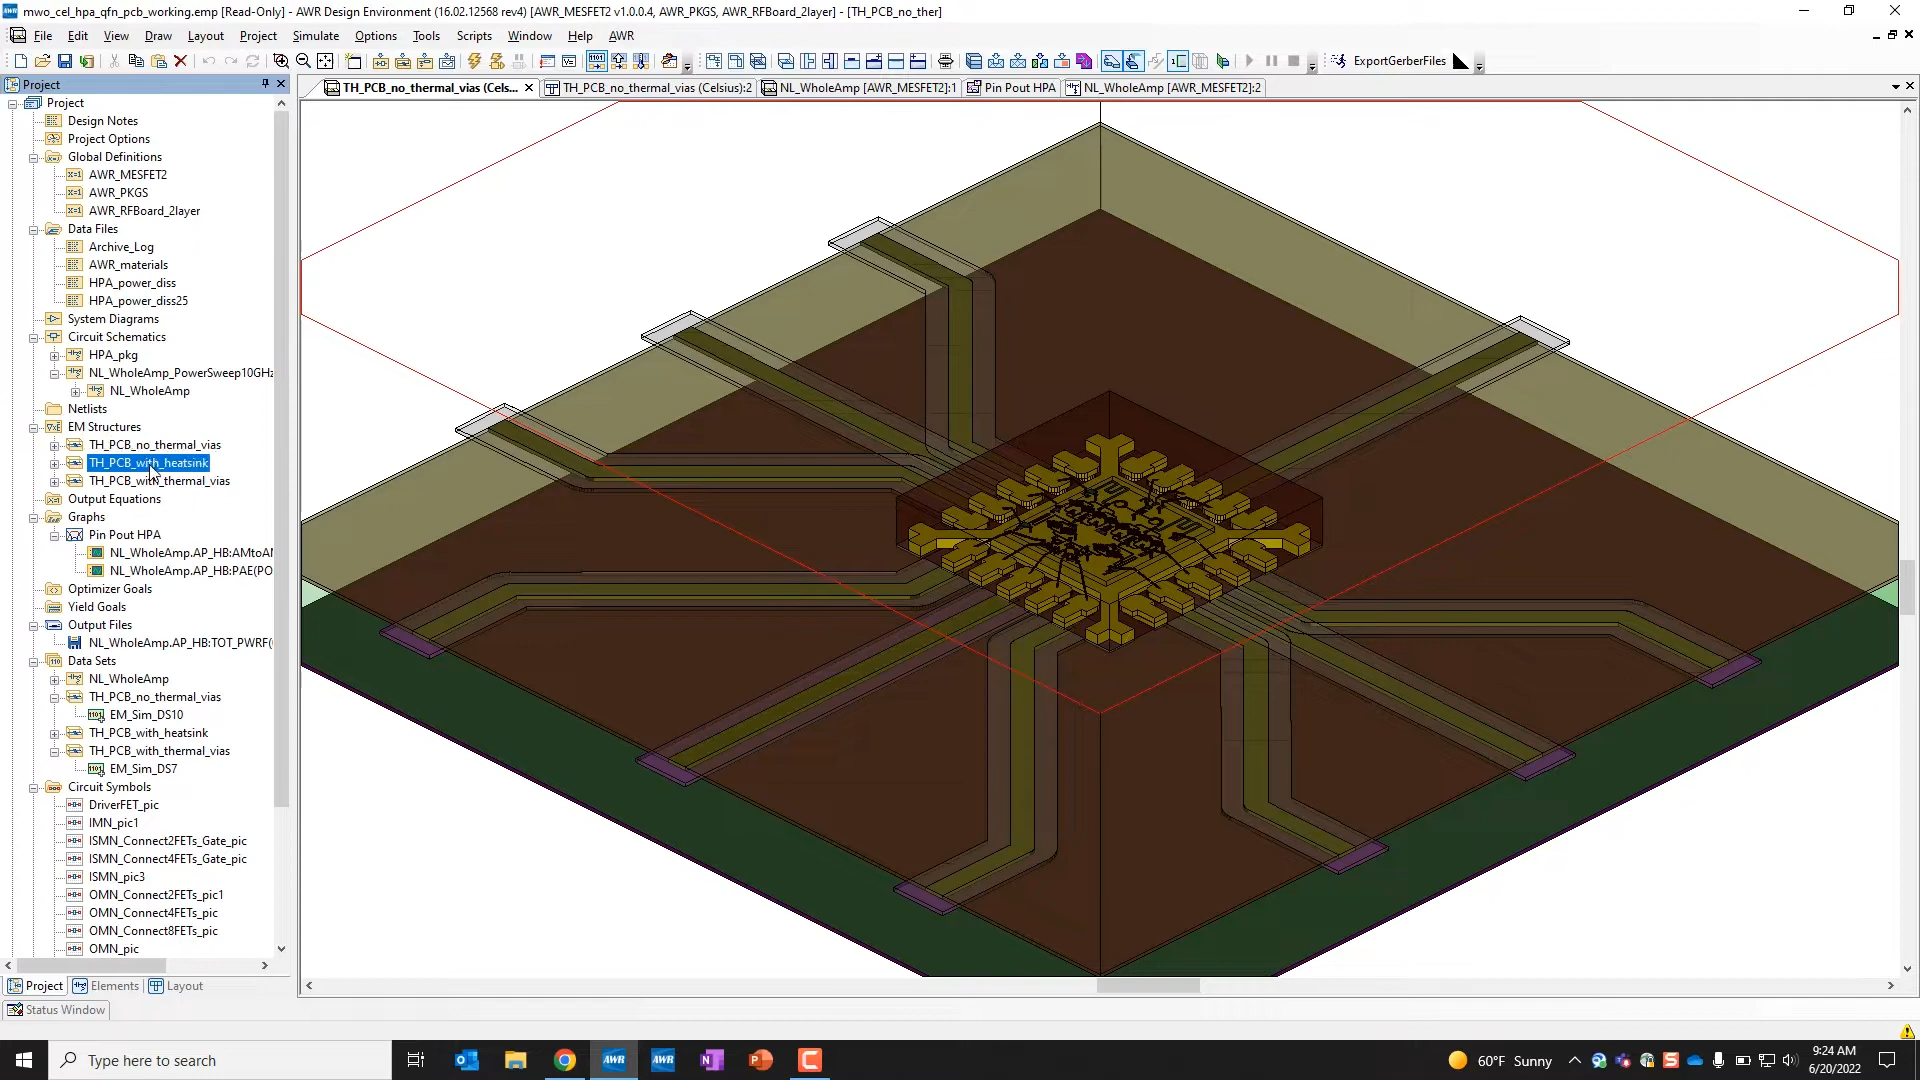 mwo_cel_hpa_qfn_pcb_working.emp [Read-Only] - AWR Design Environment (16.02.12568 rev4) [AWR_MESFET2 v1.0.0.4, AWR_PKGS, AWR_RFBoard_2layer] - [TH_PCB_no_ther]
File Edit View Draw Layout Project Simulate Options Tools Scripts Window Help AWR
ExportGerberFiles
Project
TH_PCB_no_thermal_vias (Cels... TH_PCB_no_thermal_vias (Celsius):2 NL_WholeAmp [AWR_MESFET2]:1 Pin Pout HPA NL_WholeAmp [AWR_MESFET2]:2
Project
Design Notes
Project Options
Global Definitions
AWR_MESFET2
AWR_PKGS
AWR_RFBoard_2layer
Data Files
Archive_Log
AWR_materials
HPA_power_diss
HPA_power_diss25
System Diagrams
Circuit Schematics
HPA_pkg
NL_WholeAmp_PowerSweep10GHz
NL_WholeAmp
Netlists
EM Structures
TH_PCB_no_thermal_vias
TH_PCB_with_heatsink
TH_PCB_with_thermal_vias
Output Equations
Graphs
Pin Pout HPA
NL_WholeAmp.AP_HB:AMtoAM
NL_WholeAmp.AP_HB:PAE(PO
Optimizer Goals
Yield Goals
Output Files
NL_WholeAmp.AP_HB:TOT_PWRF(
Data Sets
NL_WholeAmp
TH_PCB_no_thermal_vias
EM_Sim_DS10
TH_PCB_with_heatsink
TH_PCB_with_thermal_vias
EM_Sim_DS7
Circuit Symbols
DriverFET_pic
IMN_pic1
ISMN_Connect2FETs_Gate_pic
ISMN_Connect4FETs_Gate_pic
ISMN_pic3
OMN_Connect2FETs_pic1
OMN_Connect4FETs_pic
OMN_Connect8FETs_pic
OMN_pic
Project Elements Layout
Status Window
Type here to search
60°F Sunny
9:24 AM
6/20/2022